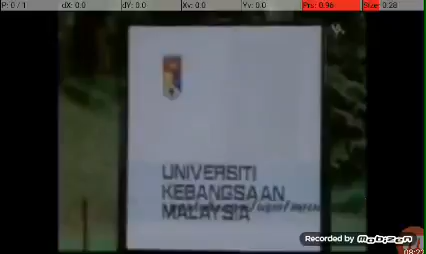 P: 0 / 1 dX: 0.0 dY: 0.0 Xv: 0.0 Yv: 0.0 Prs: 0.96 Size: 0.28
UNIVERSITI
KEBANGSAAN
MALAYSIA
Recorded by Mobizen